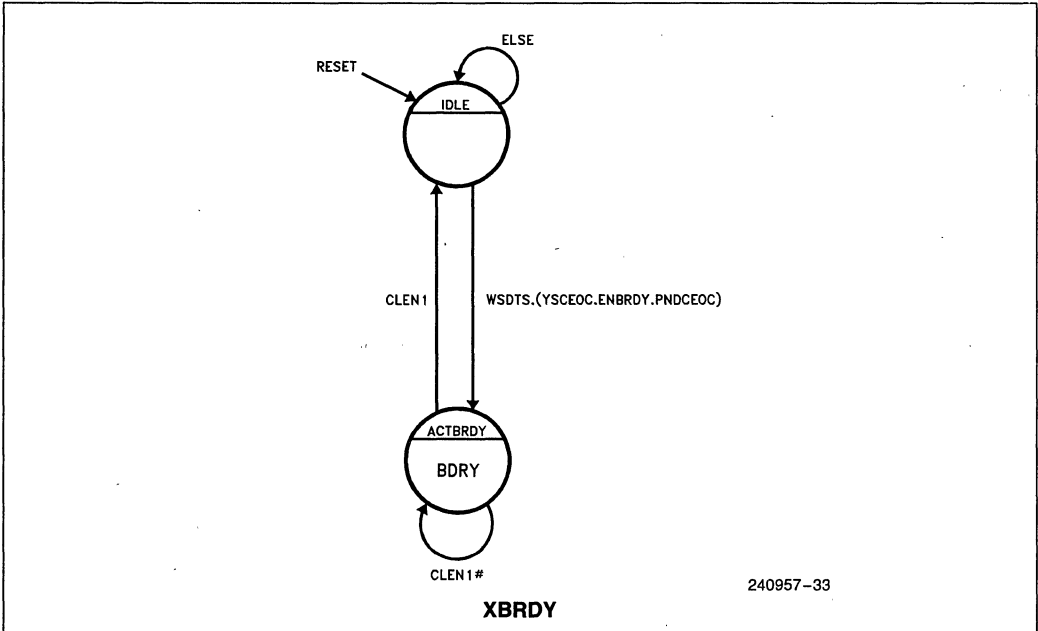 ELSE
RESET
IDLE
CLEN1
WSDTS.(YSCEOC.ENBRDY.PNDCEOC)
ACTBRDY
BDRY
CLEN1#
240957-33
XBRDY